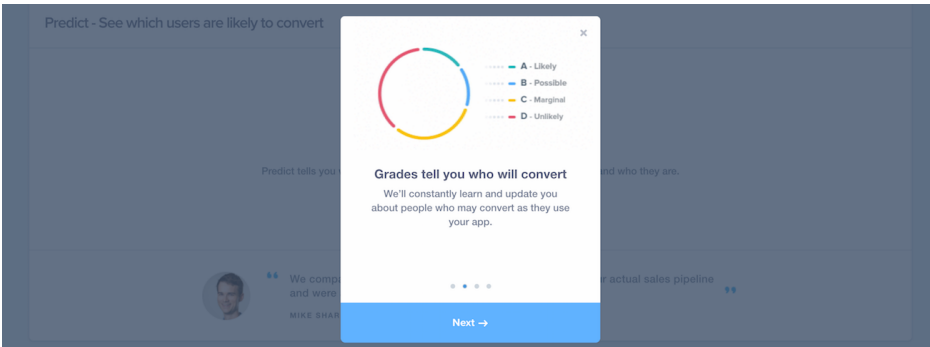 Predict - See which users are likely to convert
×
A - Likely
B - Possible
C - Marginal
D - Unlikely
Grades tell you who will convert
Predict tells you
and who they are.
We'll constantly learn and update you
about people who may convert as they use
your app.
“
We comp
actual sales pipeline
and were
”
MIKE SHAR
Next →